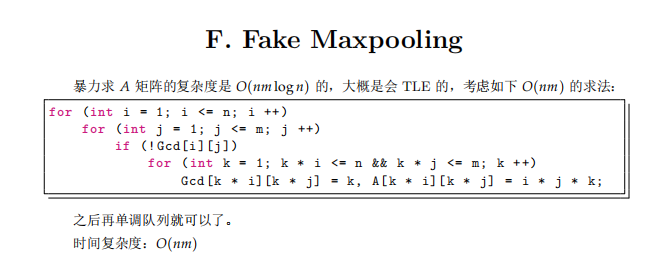 F. Fake Maxpooling
暴力求 A 矩阵的复杂度是 O(nm log n) 的，大概是会 TLE 的，考虑如下 O(nm) 的求法：
for (int i = 1; i <= n; i ++)
    for (int j = 1; j <= m; j ++)
        if (!Gcd[i][j])
            for (int k = 1; k * i <= n && k * j <= m; k ++)
                Gcd[k * i][k * j] = k, A[k * i][k * j] = i * j * k;
之后再单调队列就可以了。
时间复杂度：O(nm)